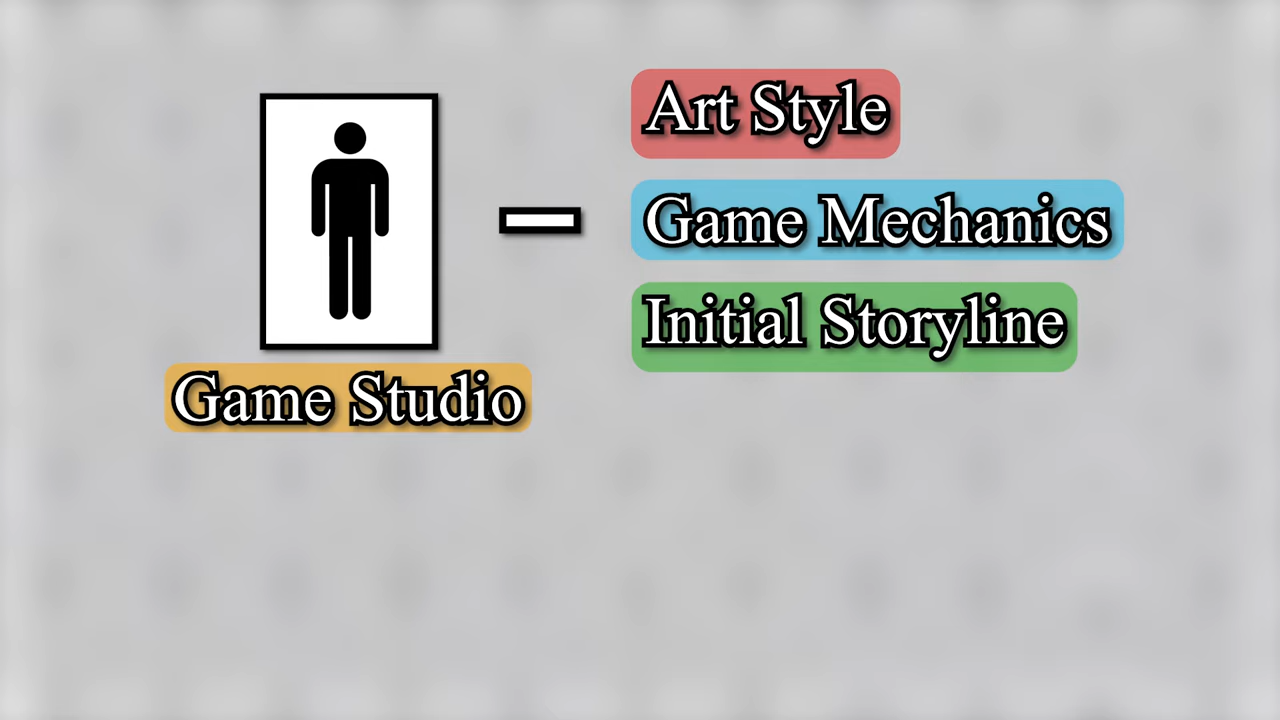 Art Style
Game Mechanics
Initial Storyline
Game Studio